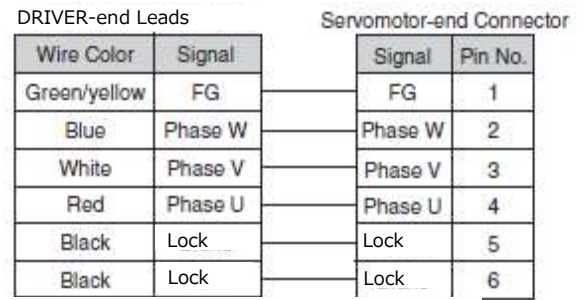 DRIVER-end Leads Servomotor-end Connector
Wire Color Signal Signal Pin No.
Green/yellow FG FG 1
Blue Phase W Phase W 2
White Phase V Phase V 3
Red Phase U Phase U 4
Black Lock Lock 5
Black Lock Lock 6